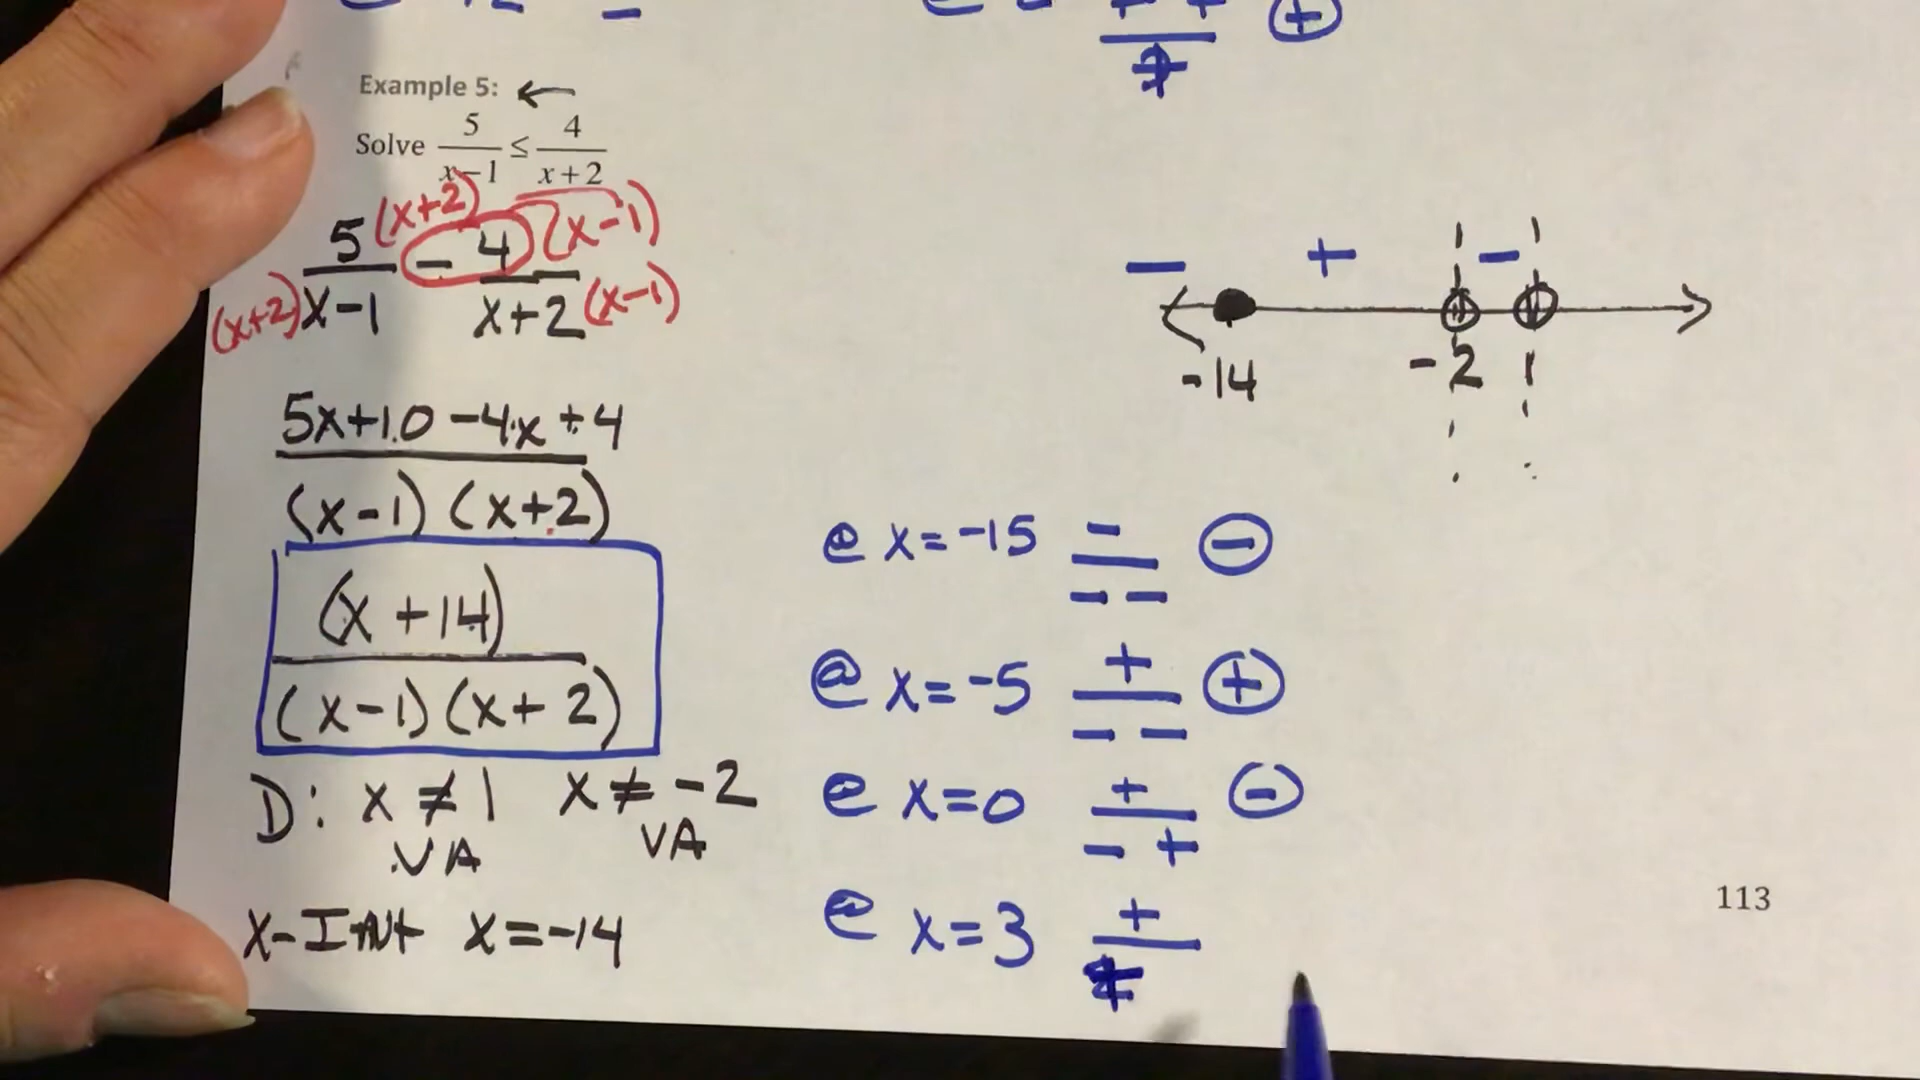 Example 5: ←
Solve 5/(x−1) ≤ 4/(x+2)
5(x+2) − 4(x−1)
(x+2)x−1 x+2(x−1)
5x+10 −4x +4
(x−1) (x+2)
(x +14)
(x−1)(x+2)
D: x ≠ 1 x ≠ −2
VA VA
x-Int x=−14
− + −
-14 -2 1
@ x=-15 − ⊖
− −
@ x=-5 + ⊕
− −
@ x=0 + ⊖
− +
@ x=3 +
113